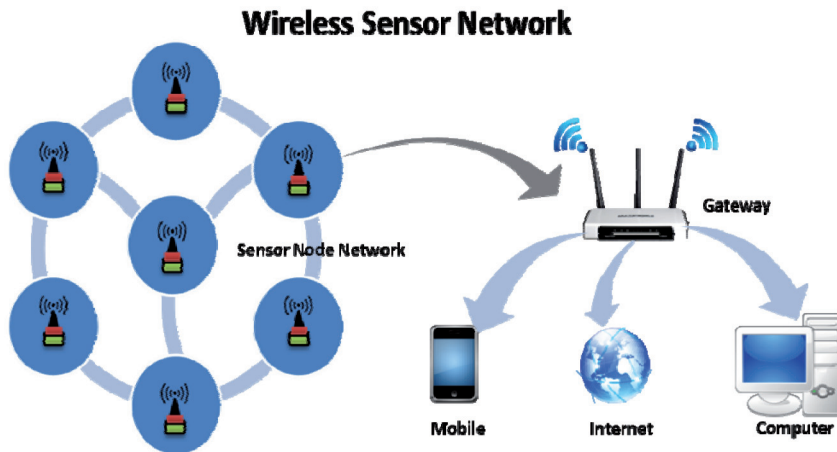 Wireless Sensor Network
Gateway
Sensor Node Network
Mobile
Internet
Computer